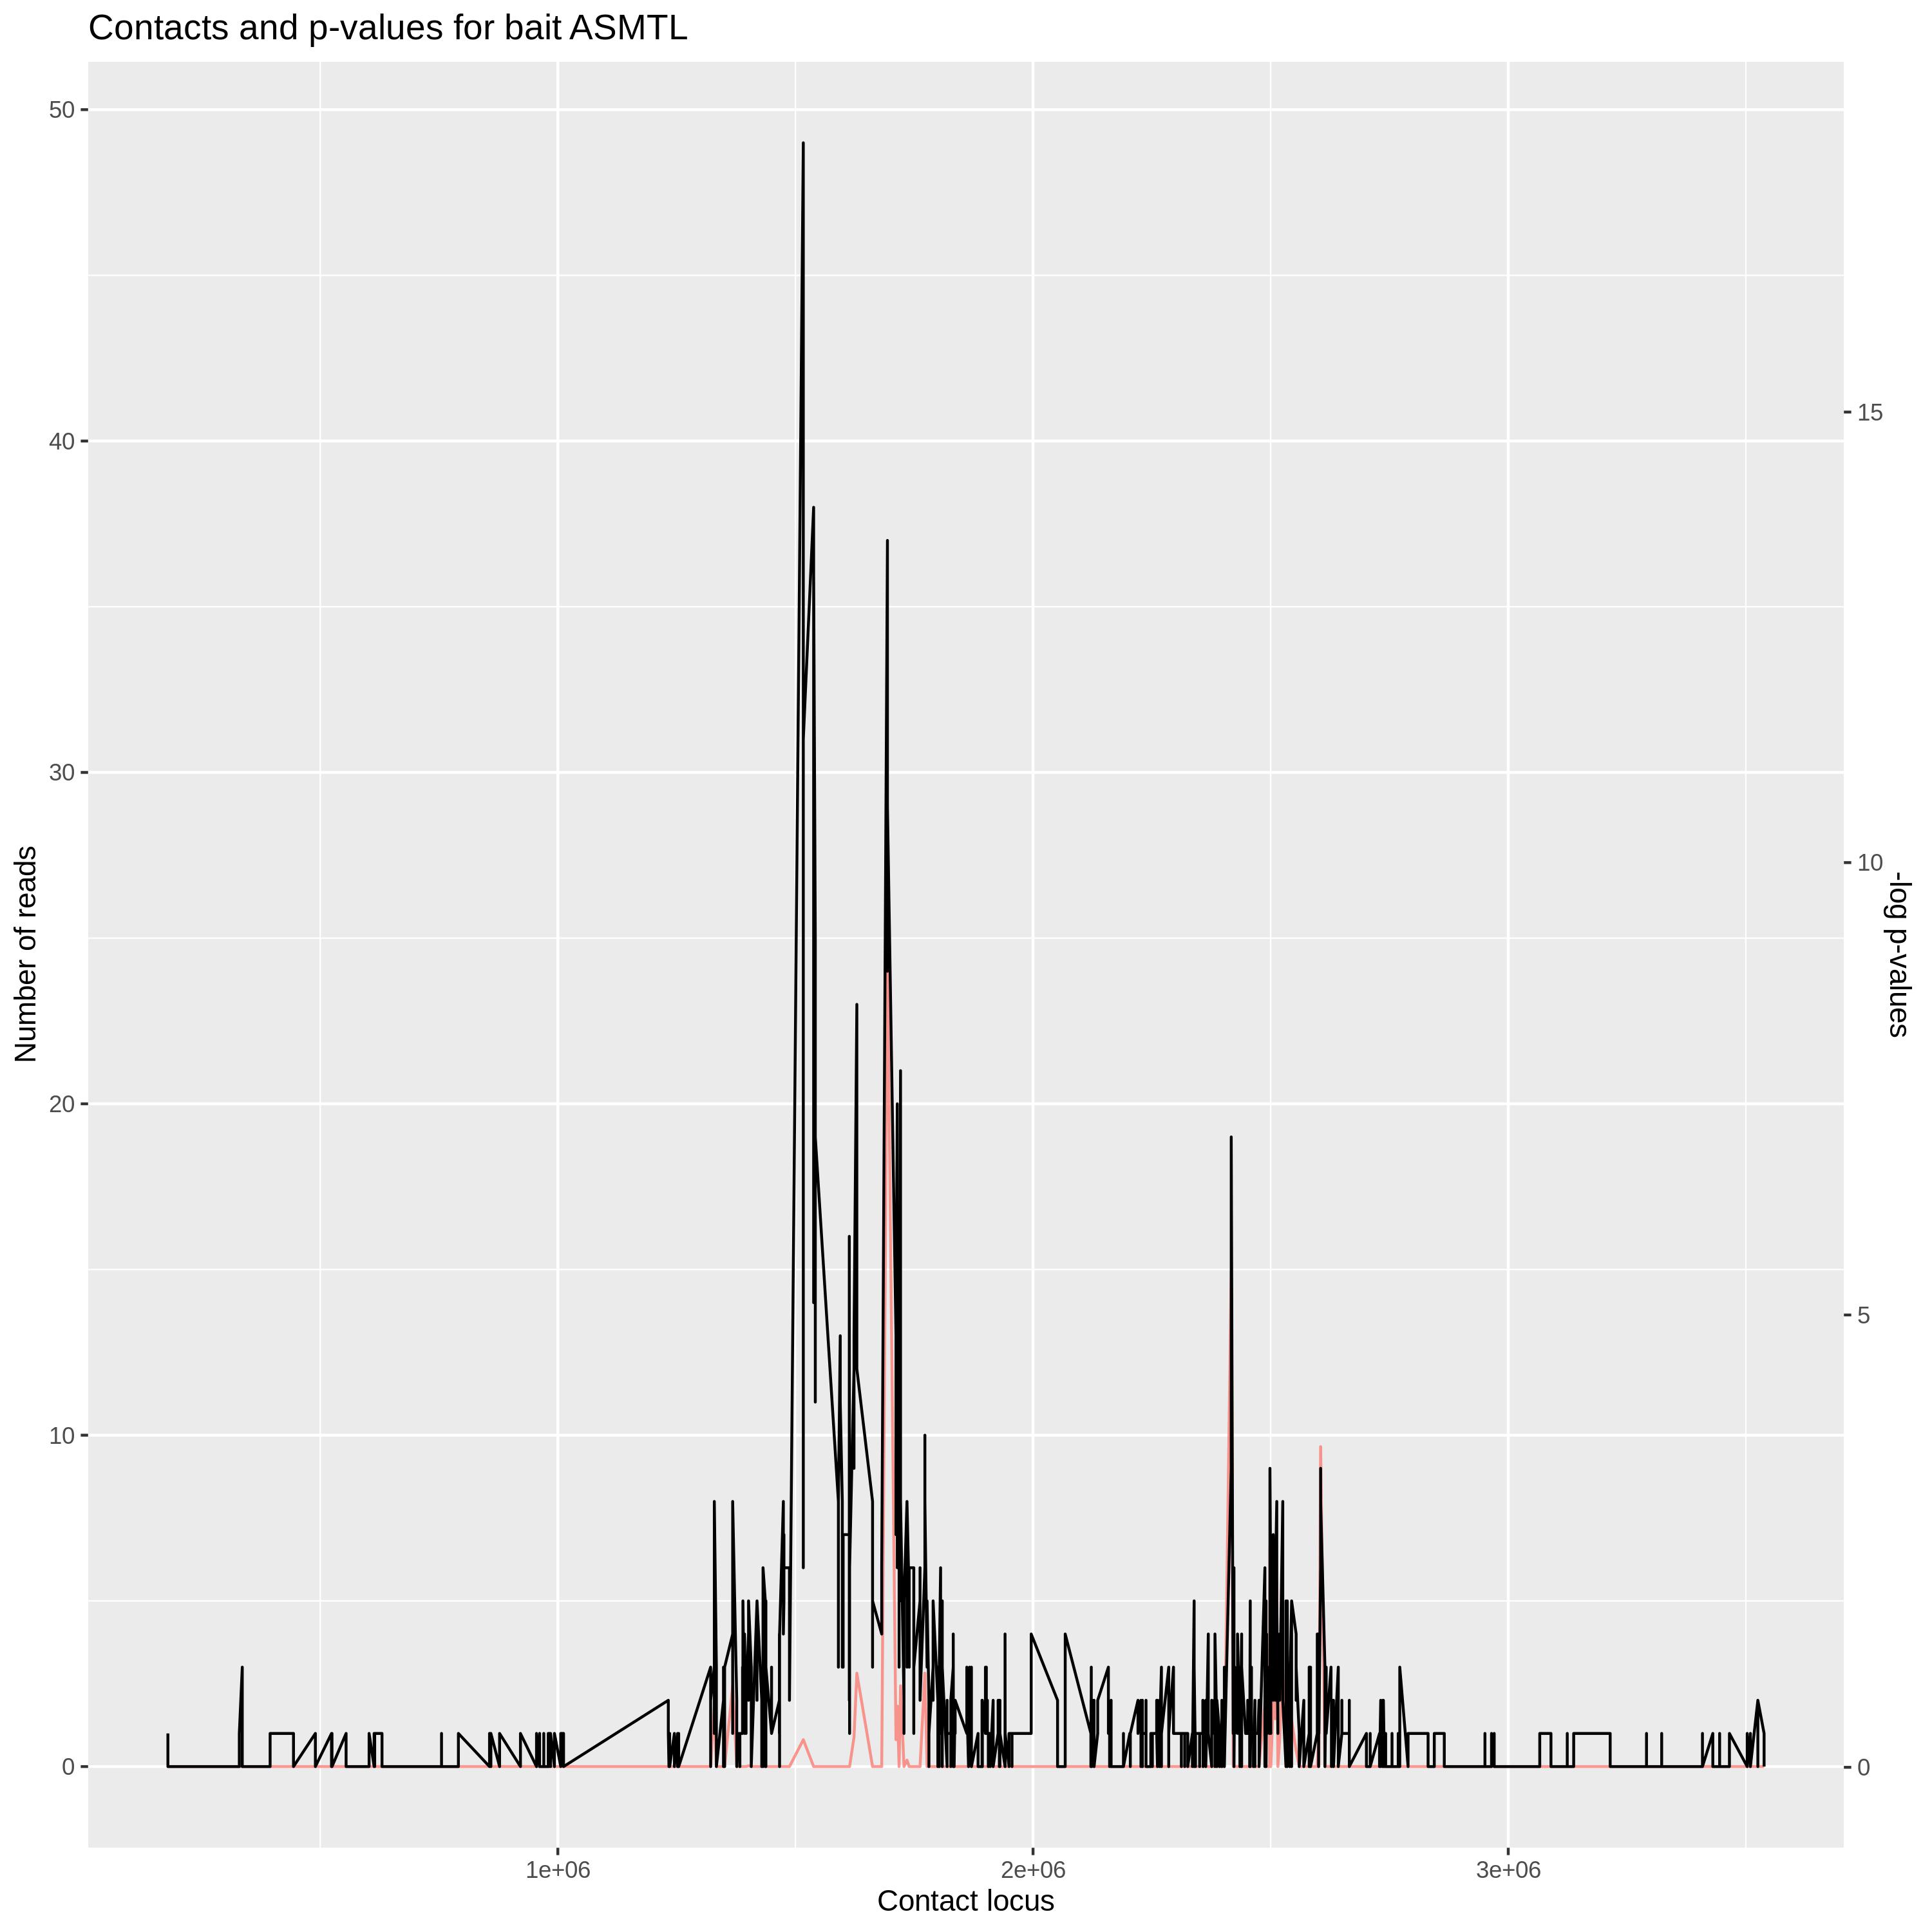 Contacts and p-values for bait ASMTL
50
40
30
20
10
0
Number of reads
15
10
5
0
-log p-values
1e+06
2e+06
3e+06
Contact locus